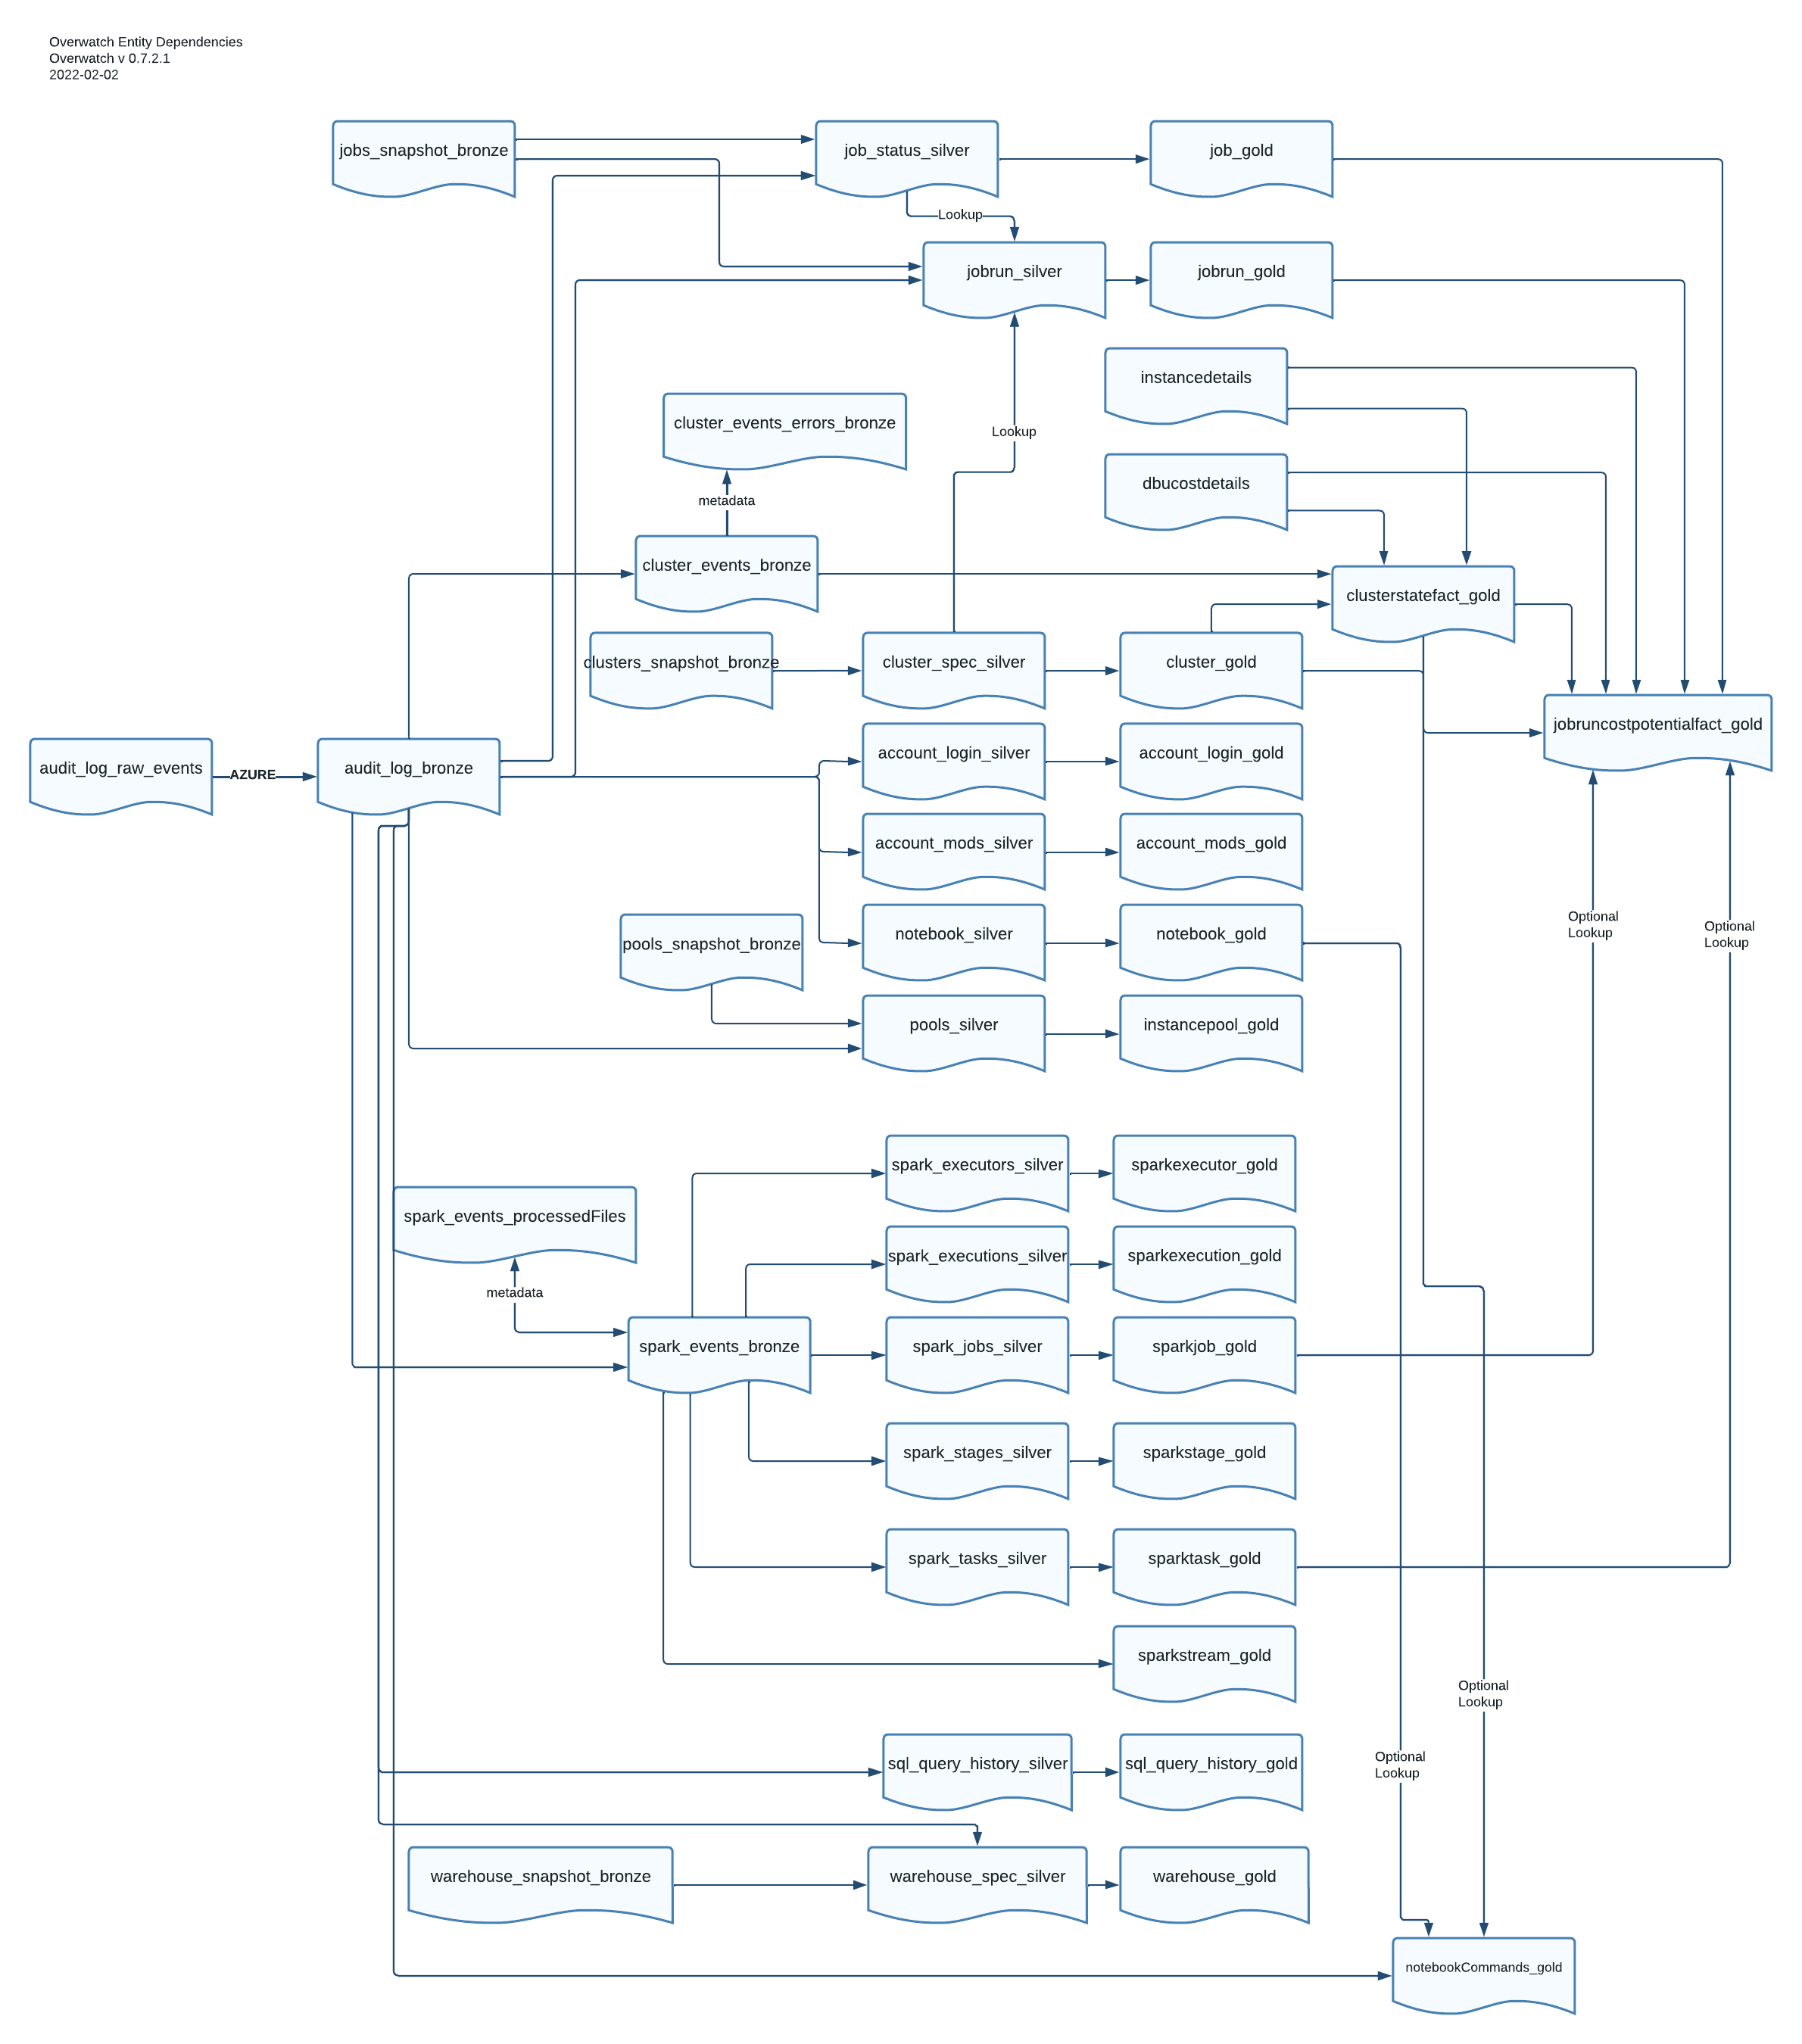 Overwatch Entity Dependencies
Overwatch v 0.7.2.1
2022-02-02
jobs_snapshot_bronze
job_status_silver
job_gold
Lookup
jobrun_silver
jobrun_gold
instancedetails
cluster_events_errors_bronze
Lookup
dbucostdetails
metadata
cluster_events_bronze
clusterstatefact_gold
clusters_snapshot_bronze
cluster_spec_silver
cluster_gold
jobruncostpotentialfact_gold
account_login_silver
account_login_gold
audit_log_raw_events
AZURE
audit_log_bronze
account_mods_silver
account_mods_gold
Optional
Lookup
Optional
Lookup
pools_snapshot_bronze
notebook_silver
notebook_gold
pools_silver
instancepool_gold
spark_executors_silver
sparkexecutor_gold
spark_events_processedFiles
spark_executions_silver
sparkexecution_gold
metadata
spark_events_bronze
spark_jobs_silver
sparkjob_gold
spark_stages_silver
sparkstage_gold
spark_tasks_silver
sparktask_gold
sparkstream_gold
Optional
Lookup
sql_query_history_silver
sql_query_history_gold
Optional
Lookup
warehouse_snapshot_bronze
warehouse_spec_silver
warehouse_gold
notebookCommands_gold